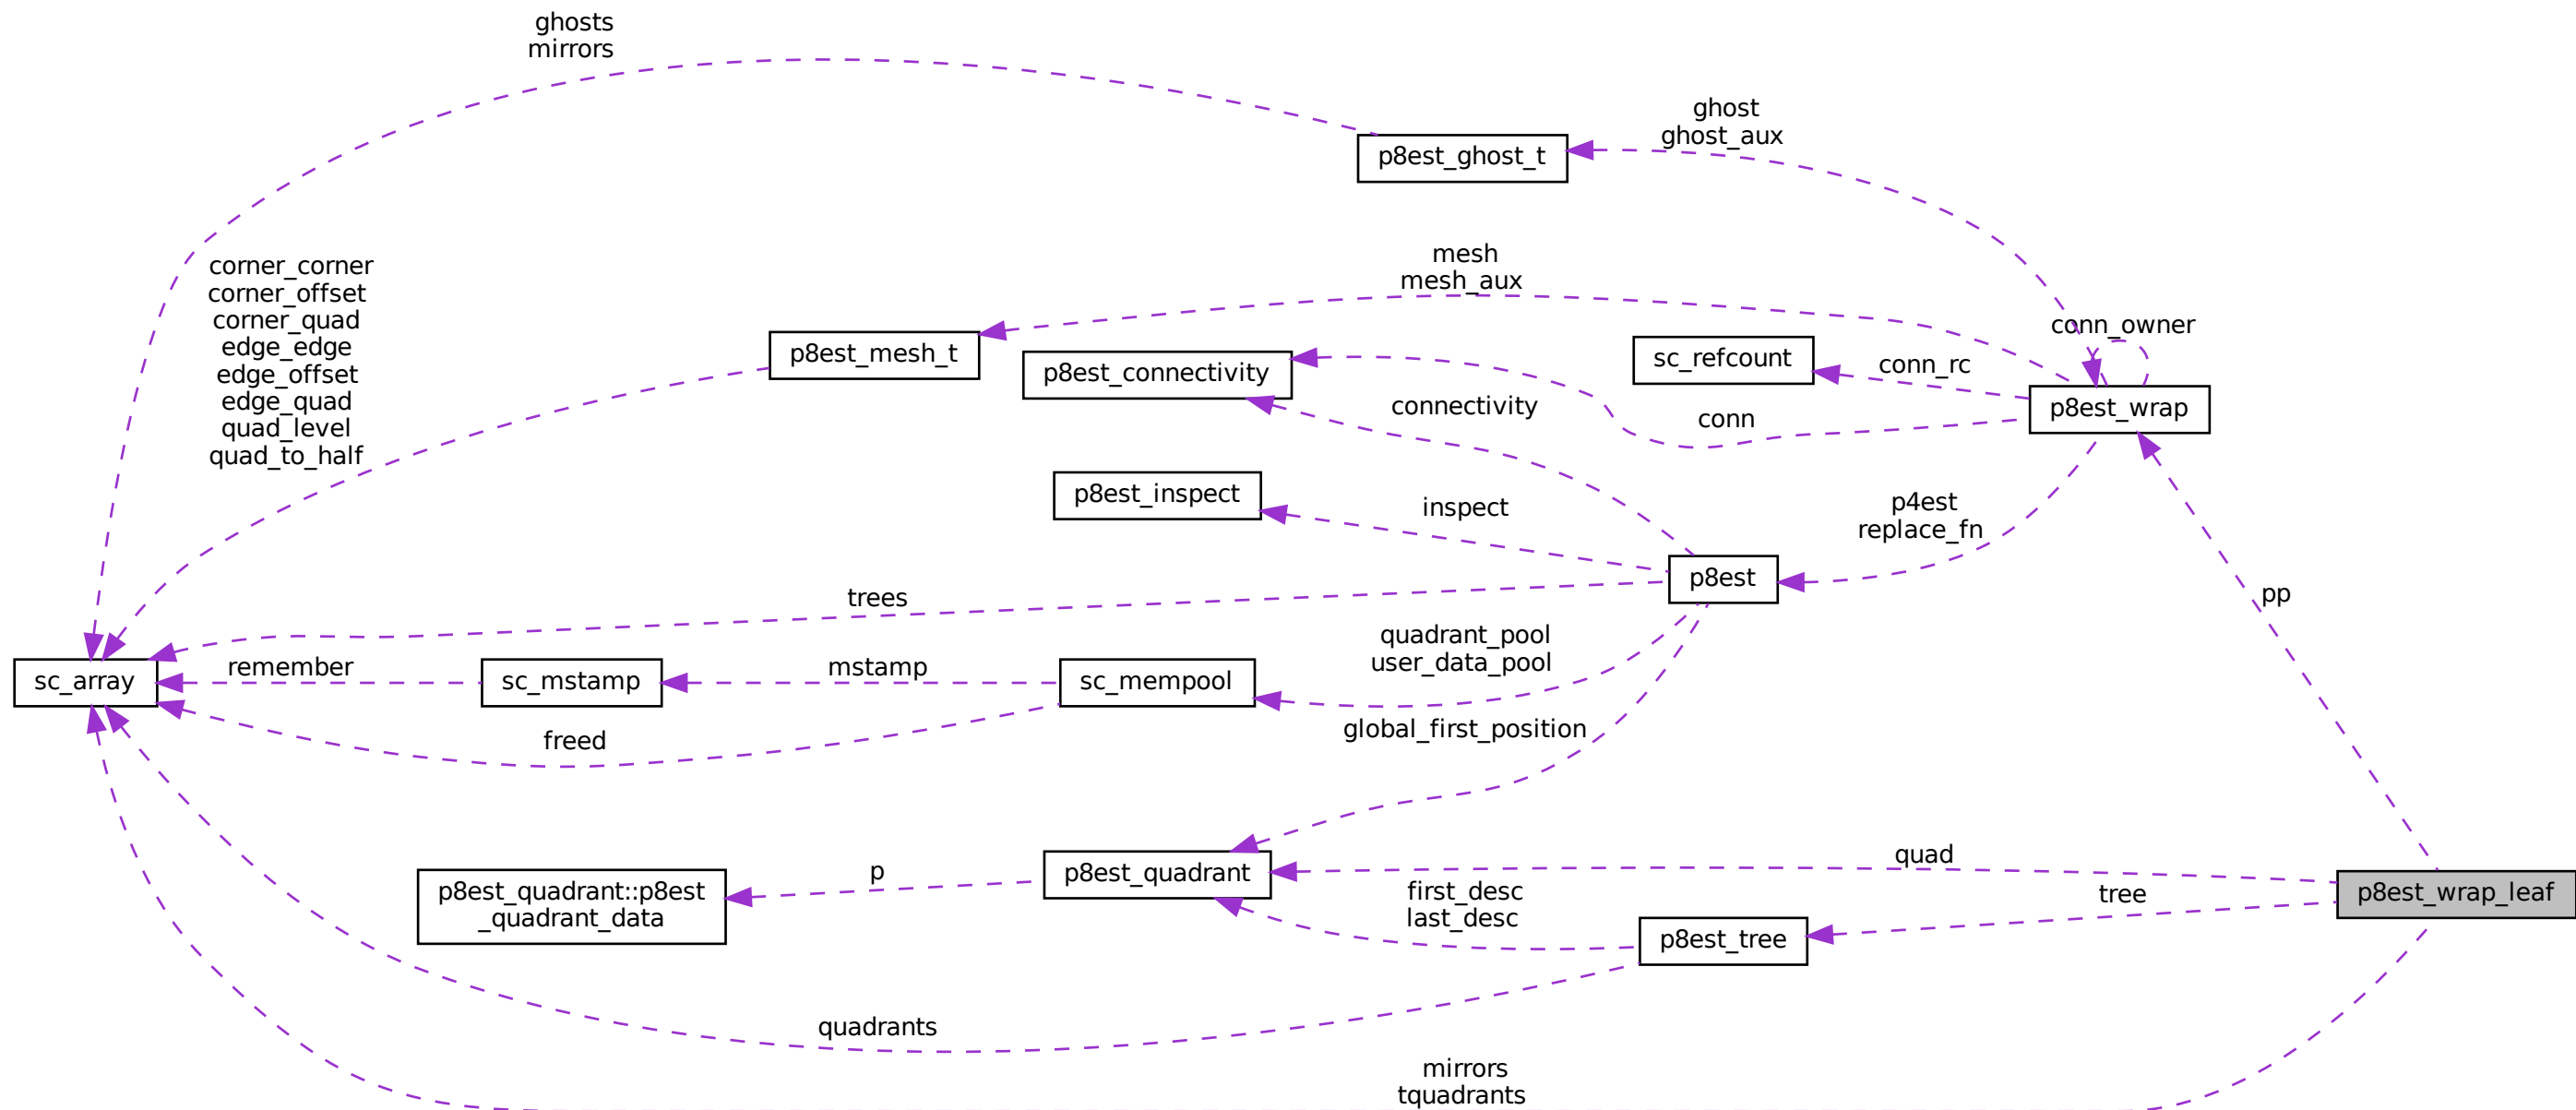 ghosts
mirrors
ghost
ghost_aux
p8est_ghost_t
mesh
mesh_aux
corner_corner
corner_offset
corner_quad
edge_edge
edge_offset
edge_quad
quad_level
quad_to_half
conn_owner
p8est_mesh_t
p8est_connectivity
sc_refcount
conn_rc
p8est_wrap
connectivity
conn
p8est_inspect
inspect
p4est
replace_fn
p8est
trees
pp
quadrant_pool
user_data_pool
sc_array
remember
sc_mstamp
mstamp
sc_mempool
freed
global_first_position
quad
p8est_quadrant::p8est
_quadrant_data
p
p8est_quadrant
first_desc
last_desc
tree
p8est_wrap_leaf
p8est_tree
quadrants
mirrors
tquadrants